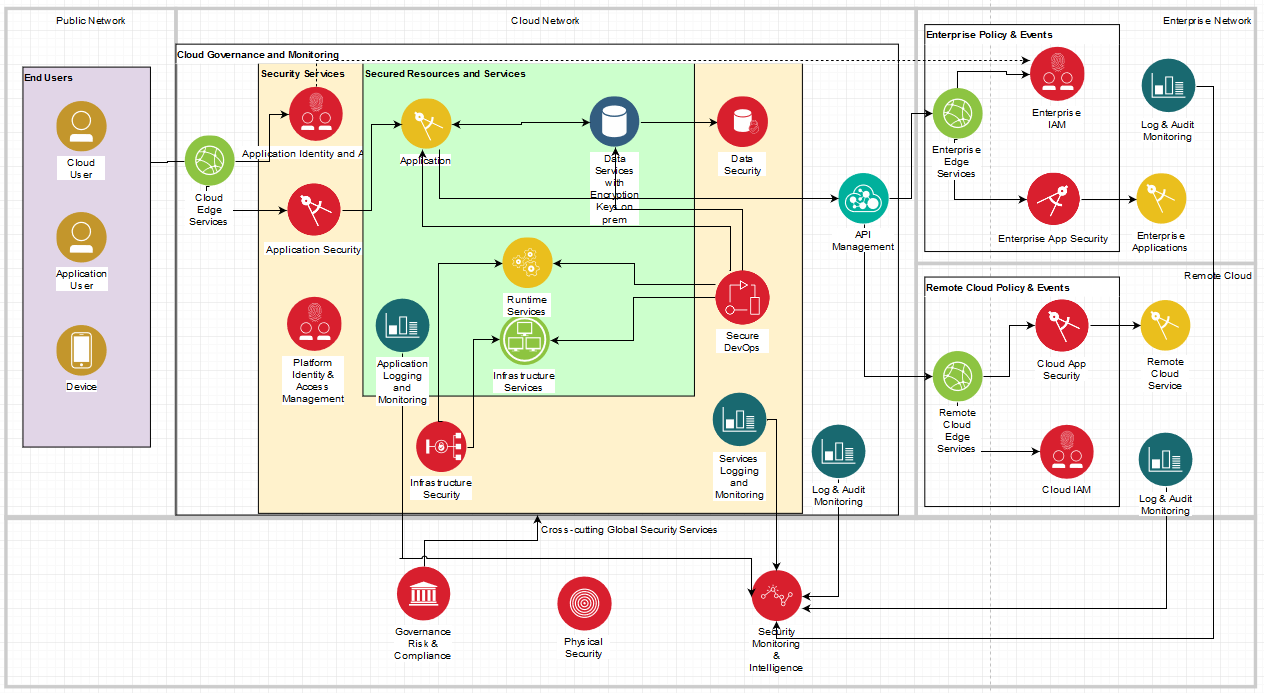 Public Network
Cloud Network
Enterprise Network
Cloud Governance and Monitoring
Enterprise Policy & Events
End Users
Security Services
Secured Resources and Services
Cloud
User
Application
User
Device
Cloud
Edge
Services
Application Identity and A
Application Security
Platform
Identity &
Access
Management
Application
Data
Services
with
Encryption
Keys on
prem
Data
Security
Runtime
Services
Infrastructure
Services
Application
Logging
and
Monitoring
Infrastructure
Security
Secure
DevOps
Services
Logging
and
Monitoring
API
Management
Log & Audit
Monitoring
Enterprise
Edge
Services
Enterprise
IAM
Log & Audit
Monitoring
Enterprise App Security
Enterprise
Applications
Remote Cloud
Remote Cloud Policy & Events
Remote
Cloud
Edge
Services
Cloud App
Security
Remote
Cloud
Service
Cloud IAM
Log & Audit
Monitoring
Cross-cutting Global Security Services
Governance
Risk &
Compliance
Physical
Security
Security
Monitoring
&
Intelligence